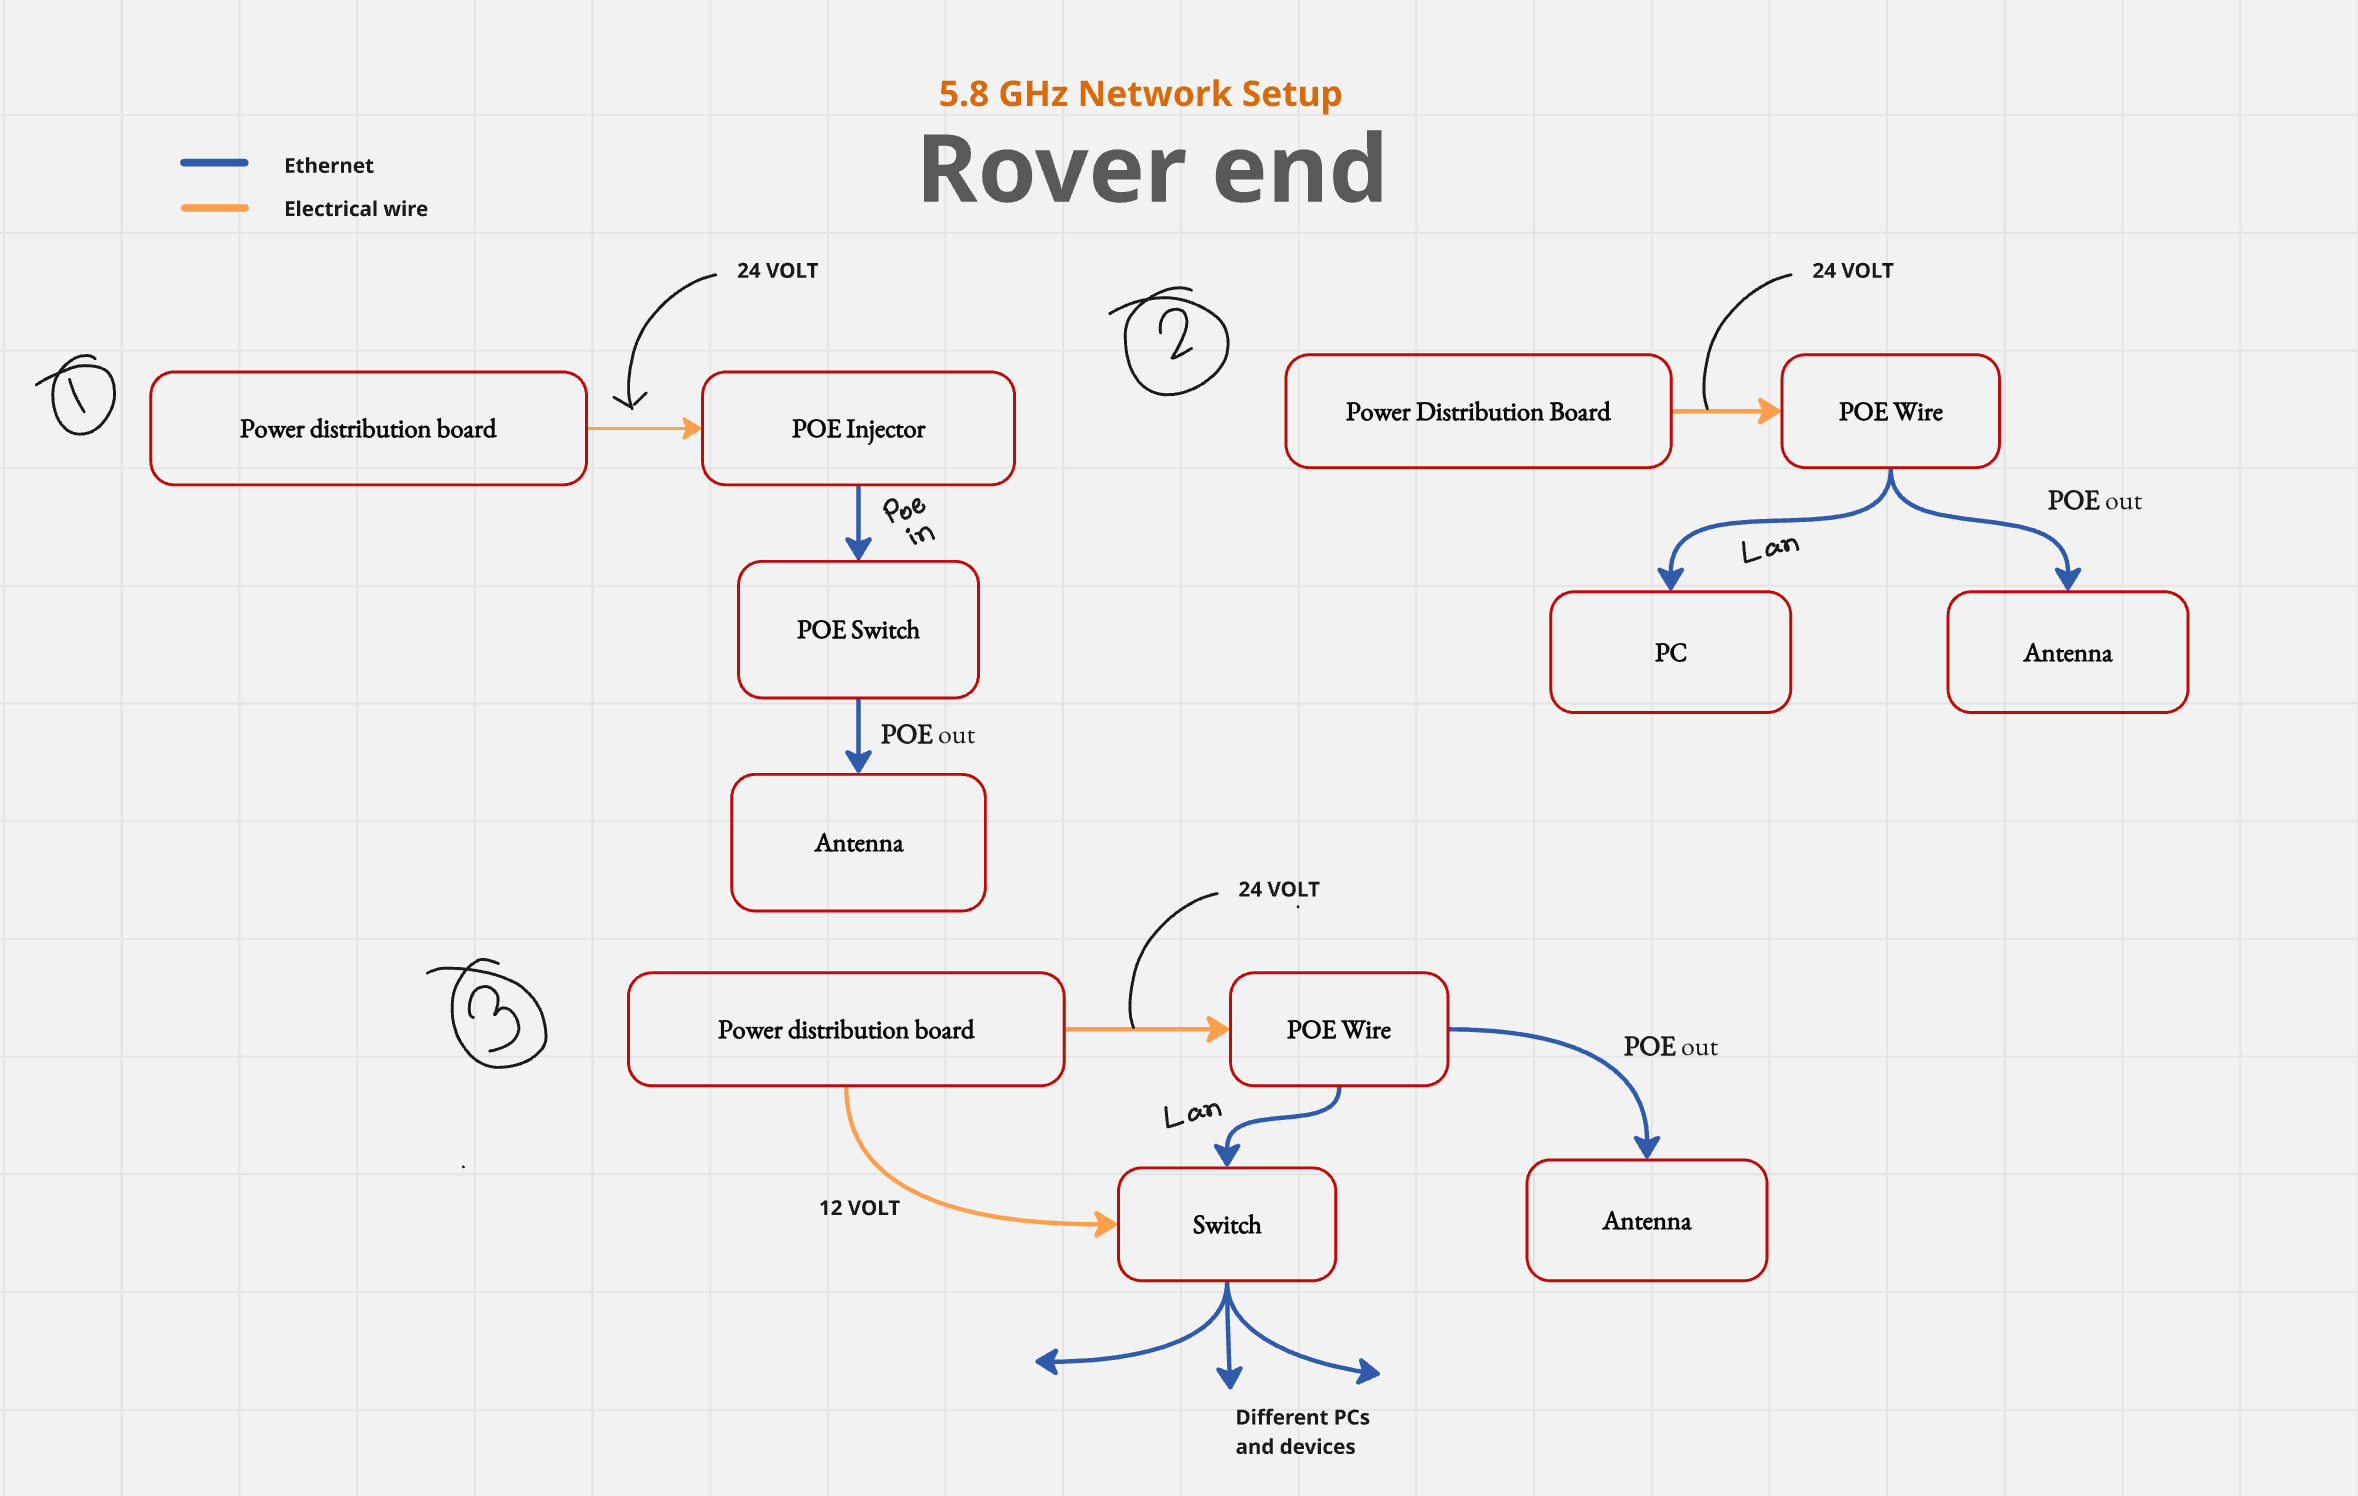 5.8 GHz Network Setup
Rover end
Ethernet
Electrical wire
1
24 VOLT
Power distribution board
POE Injector
Poe
in
POE Switch
POE out
Antenna
2
24 VOLT
Power Distribution Board
POE Wire
Lan
POE out
PC
Antenna
3
24 VOLT
Power distribution board
POE Wire
POE out
Lan
12 VOLT
Switch
Antenna
Different PCs
and devices